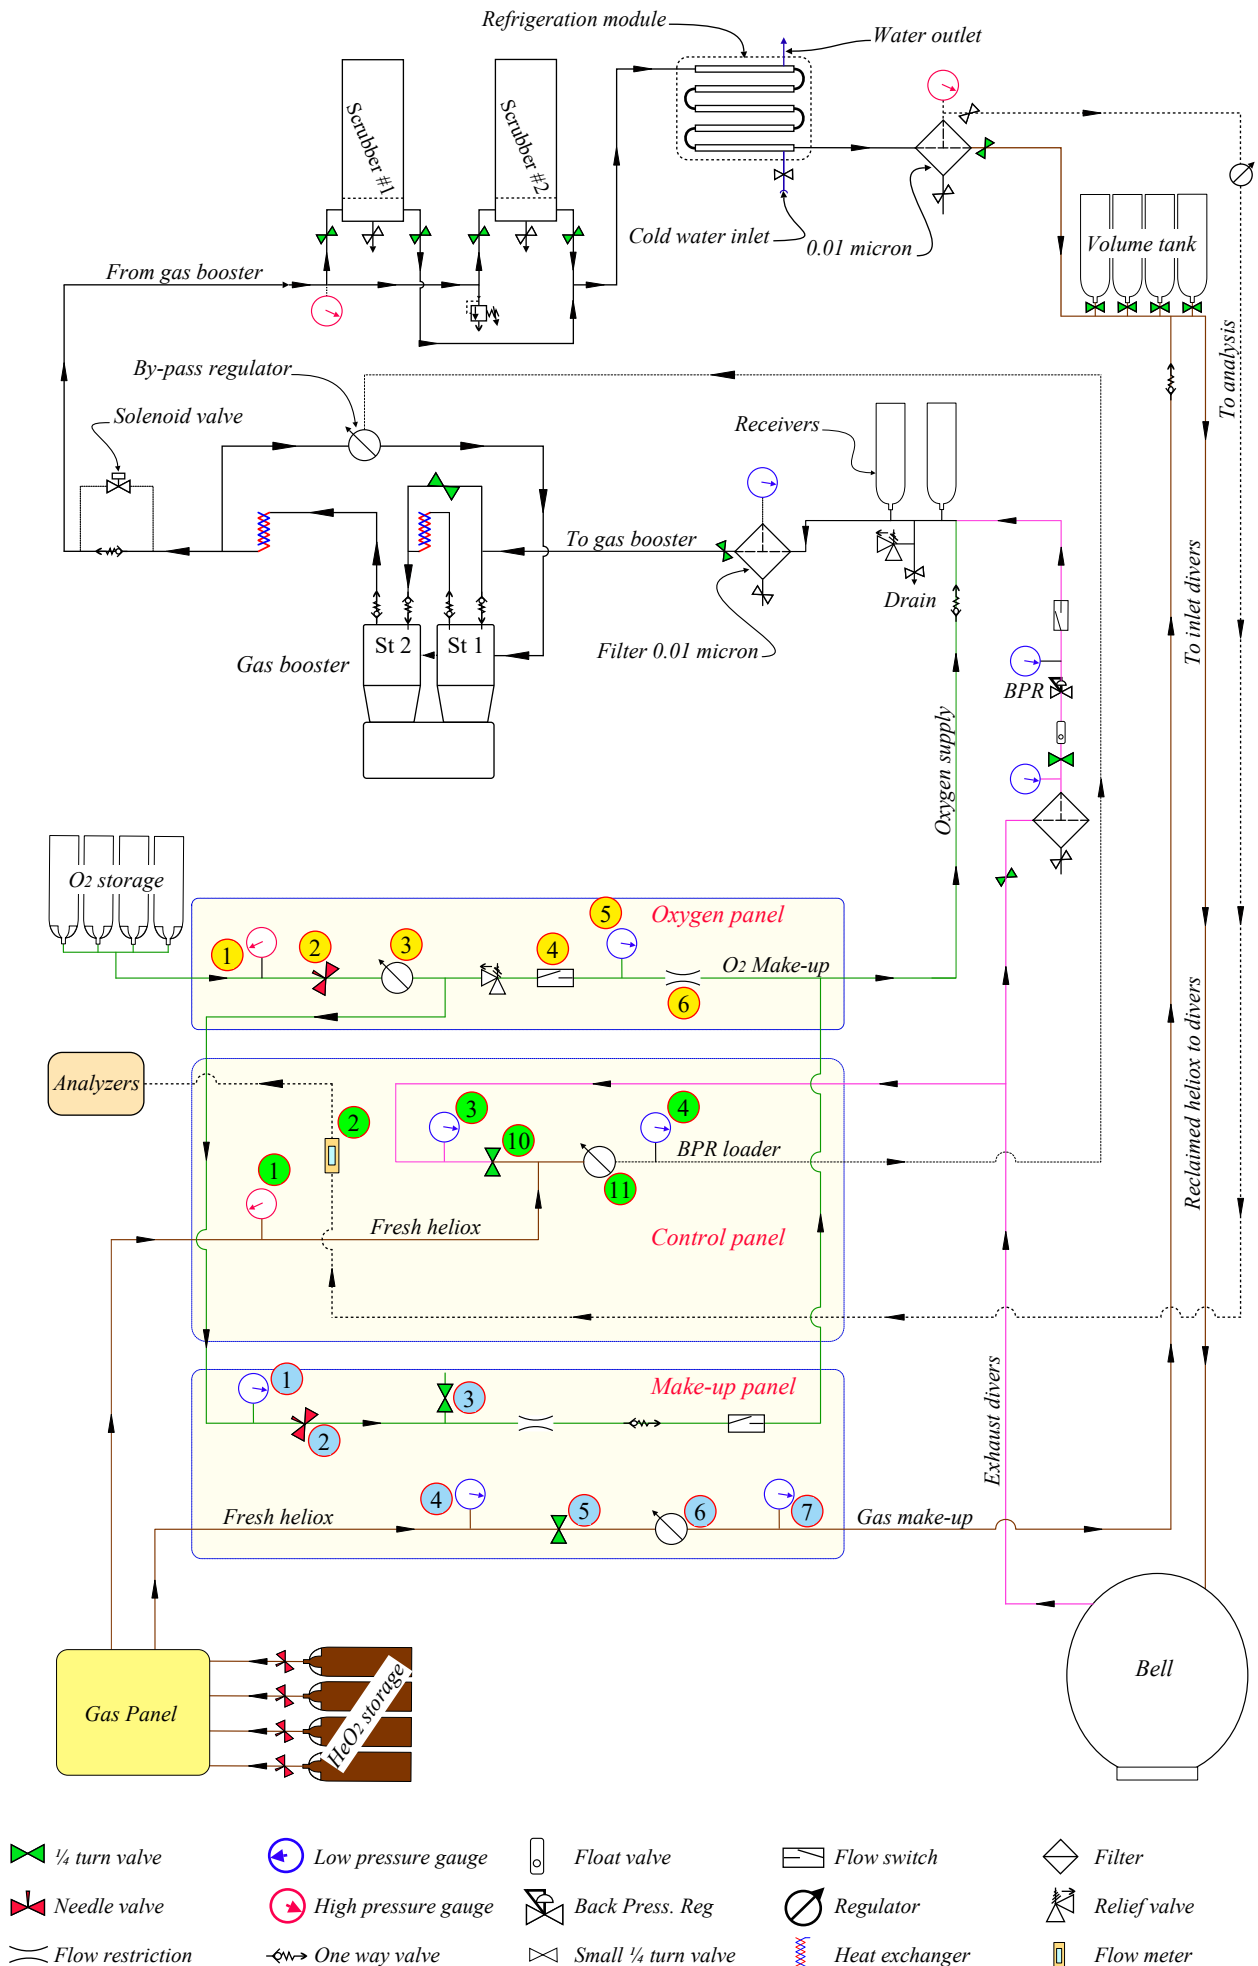 Refrigeration module
Water outlet
Scrubber #1
Scrubber #2
Cold water inlet
0.01 micron
From gas booster
Volume tank
To analysis
By-pass regulator
Solenoid valve
Receivers
To gas booster
Drain
Filter 0.01 micron
St 2
St 1
Gas booster
BPR
To inlet divers
Oxygen supply
O2 storage
Oxygen panel
1
2
3
4
5
6
O2 Make-up
Analyzers
2
3
4
10
11
1
BPR loader
Fresh heliox
Control panel
Reclaimed heliox to divers
Exhaust divers
Make-up panel
1
2
3
4
5
6
7
Fresh heliox
Gas make-up
Gas Panel
HeO2 storage
Bell
¼ turn valve
Low pressure gauge
Float valve
Flow switch
Filter
Needle valve
High pressure gauge
Back Press. Reg
Regulator
Relief valve
Flow restriction
One way valve
Small ¼ turn valve
Heat exchanger
Flow meter